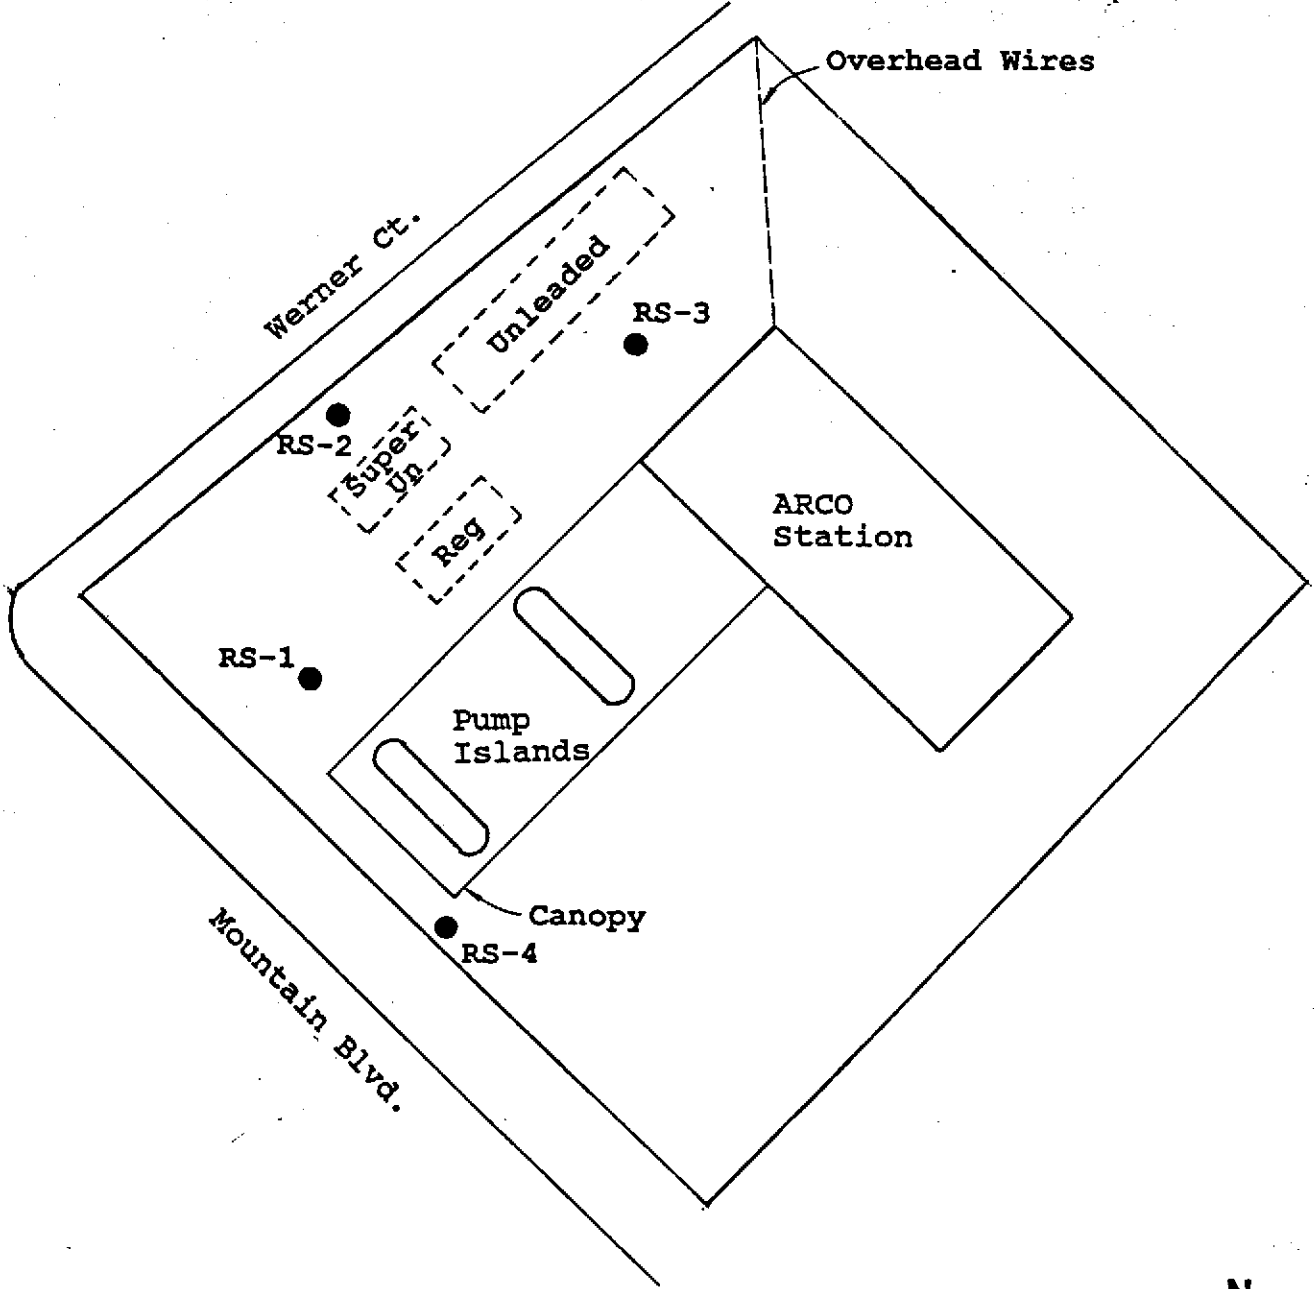 Overhead Wires
Werner Ct.
Unleaded
RS-3
RS-2
Super
Un
Reg
ARCO
Station
RS-1
Pump
Islands
Canopy
RS-4
Mountain Blvd.
N